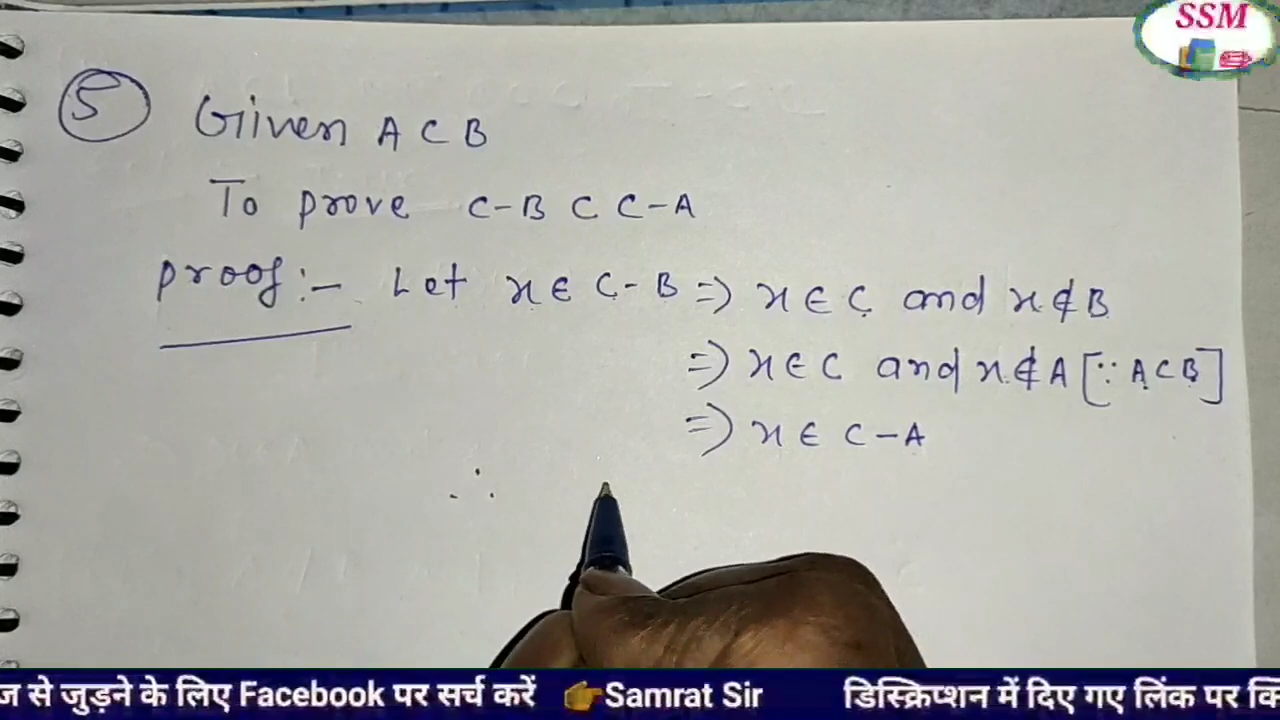 SSM
5 Given A ⊂ B
To prove C-B ⊂ C-A
Proof:- Let x ∈ C-B => x ∈ C and x ∉ B
=> x ∈ C and x ∉ A [∵ A ⊂ B]
=> x ∈ C-A
∴
ज से जुड़ने के लिए Facebook पर सर्च करें 👉Samrat Sir डिस्क्रिप्शन में दिए गए लिंक पर